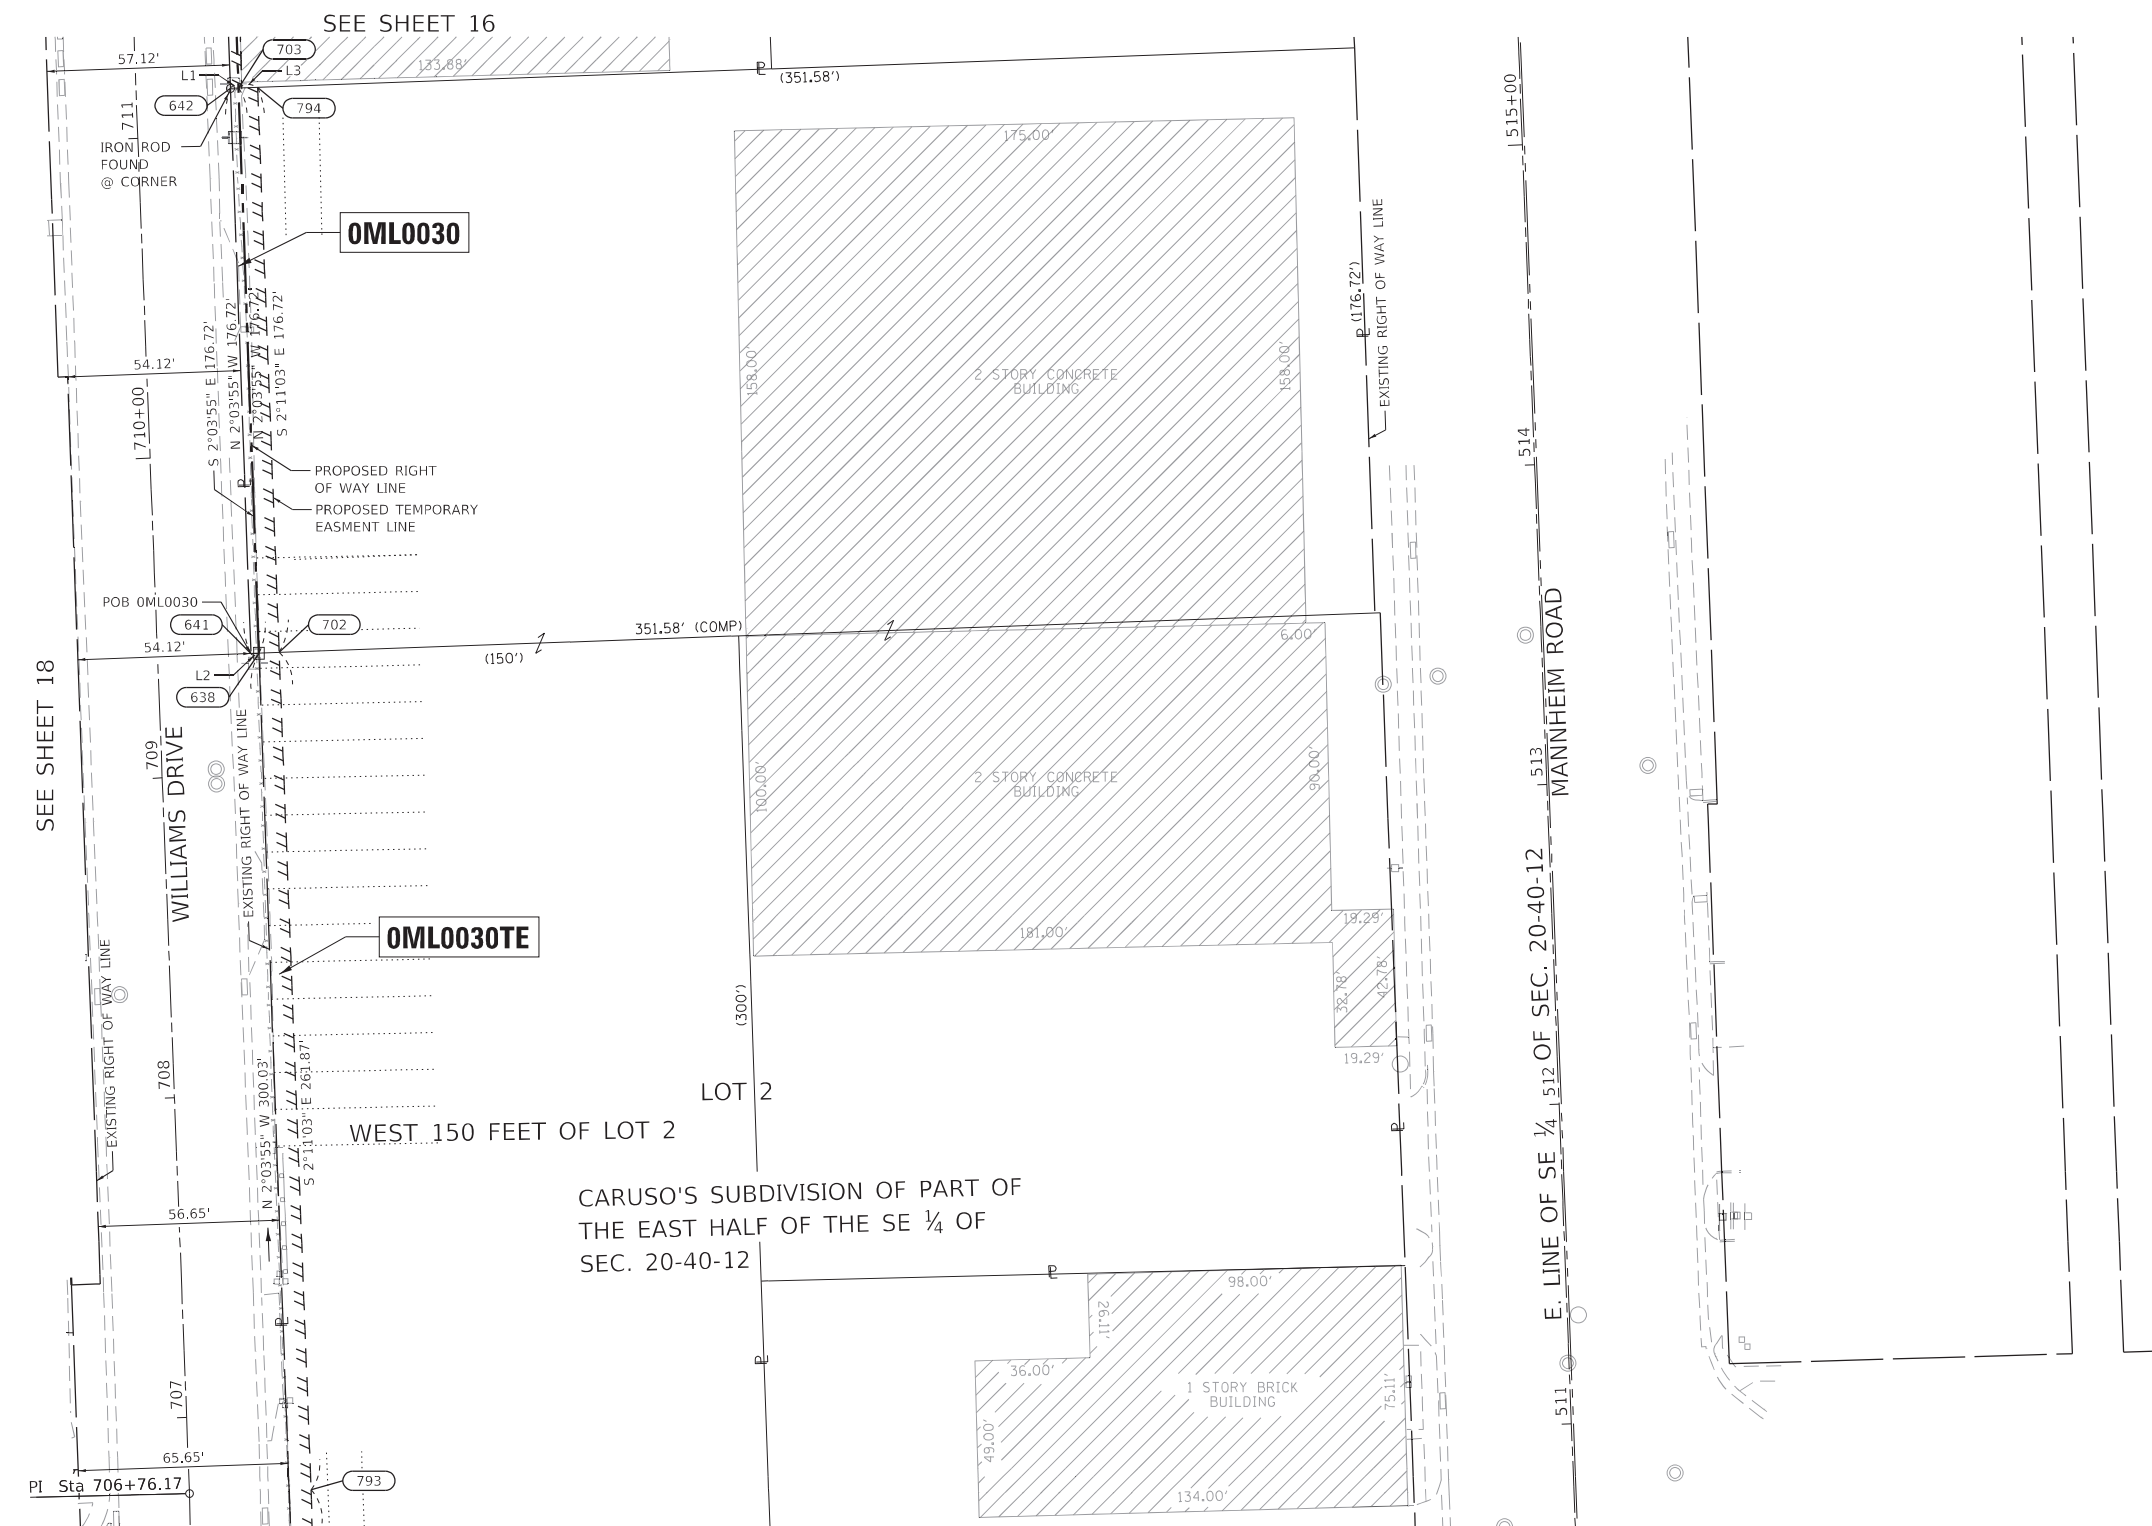 SEE SHEET 16
57.12'
703
L1
L3
133.88'
(351.58')
642
794
711
IRON ROD
FOUND
@ CORNER
515+00
175.00'
0ML0030
EXISTING RIGHT OF WAY LINE
(176.72')
54.12'
S 2°03'55" E 176.72'
N 2°03'55" W 176.72'
N 2°03'55" W 176.72'
S 2°11'03" E 176.72'
158.00'
2 STORY CONCRETE
BUILDING
158.00'
710+00
514
PROPOSED RIGHT
OF WAY LINE
PROPOSED TEMPORARY
EASMENT LINE
POB 0ML0030
641
702
351.58' (COMP)
6.00'
54.12'
(150')
L2
638
SEE SHEET 18
WILLIAMS DRIVE
709
EXISTING RIGHT OF WAY LINE
MANNHEIM ROAD
513
100.00'
2 STORY CONCRETE
BUILDING
90.00'
19.29'
181.00'
0ML0030TE
32.78'
42.78'
19.29'
(300')
EXISTING RIGHT OF WAY LINE
708
N 2°03'55" W 300.03'
S 2°11'03" E 261.87'
E. LINE OF SE ¼ OF SEC. 20-40-12
512
LOT 2
WEST 150 FEET OF LOT 2
CARUSO'S SUBDIVISION OF PART OF
THE EAST HALF OF THE SE ¼ OF
SEC. 20-40-12
56.65'
98.00'
26.11'
36.00'
1 STORY BRICK
BUILDING
75.11'
49.00'
134.00'
511
707
65.65'
PI Sta 706+76.17
793